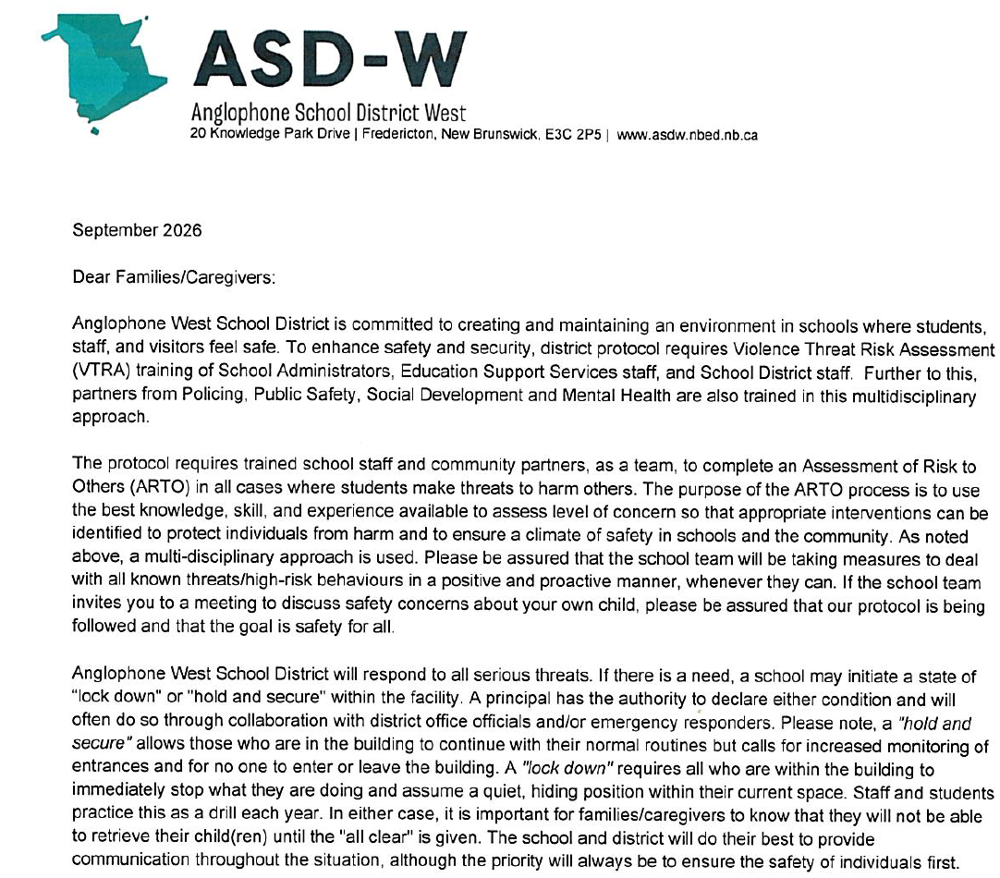 ASD-W
Anglophone School District West
20 Knowledge Park Drive | Fredericton, New Brunswick, E3C 2P5 | www.asdw.nbed.nb.ca
September 2026
Dear Families/Caregivers:
Anglophone West School District is committed to creating and maintaining an environment in schools where students,
staff, and visitors feel safe. To enhance safety and security, district protocol requires Violence Threat Risk Assessment
(VTRA) training of School Administrators, Education Support Services staff, and School District staff.  Further to this,
partners from Policing, Public Safety, Social Development and Mental Health are also trained in this multidisciplinary
approach.
The protocol requires trained school staff and community partners, as a team, to complete an Assessment of Risk to
Others (ARTO) in all cases where students make threats to harm others. The purpose of the ARTO process is to use
the best knowledge, skill, and experience available to assess level of concern so that appropriate interventions can be
identified to protect individuals from harm and to ensure a climate of safety in schools and the community. As noted
above, a multi-disciplinary approach is used. Please be assured that the school team will be taking measures to deal
with all known threats/high-risk behaviours in a positive and proactive manner, whenever they can. If the school team
invites you to a meeting to discuss safety concerns about your own child, please be assured that our protocol is being
followed and that the goal is safety for all.
Anglophone West School District will respond to all serious threats. If there is a need, a school may initiate a state of
"lock down" or "hold and secure" within the facility. A principal has the authority to declare either condition and will
often do so through collaboration with district office officials and/or emergency responders. Please note, a "hold and
secure" allows those who are in the building to continue with their normal routines but calls for increased monitoring of
entrances and for no one to enter or leave the building. A "lock down" requires all who are within the building to
immediately stop what they are doing and assume a quiet, hiding position within their current space. Staff and students
practice this as a drill each year. In either case, it is important for families/caregivers to know that they will not be able
to retrieve their child(ren) until the "all clear" is given. The school and district will do their best to provide
communication throughout the situation, although the priority will always be to ensure the safety of individuals first.